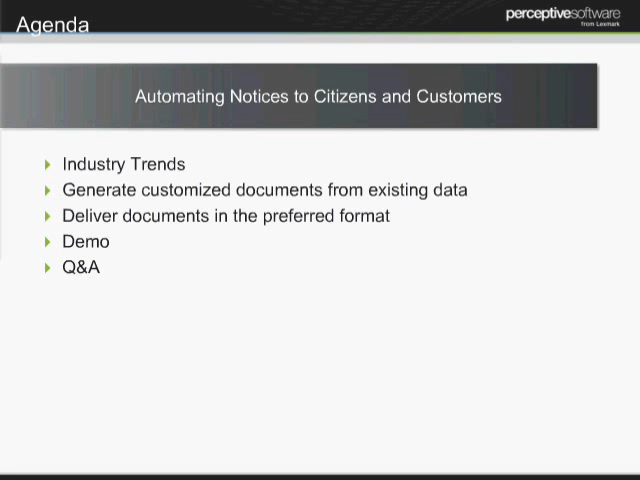 Agenda
perceptivesoftware
from Lexmark
Automating Notices to Citizens and Customers
Industry Trends
Generate customized documents from existing data
Deliver documents in the preferred format
Demo
Q&A